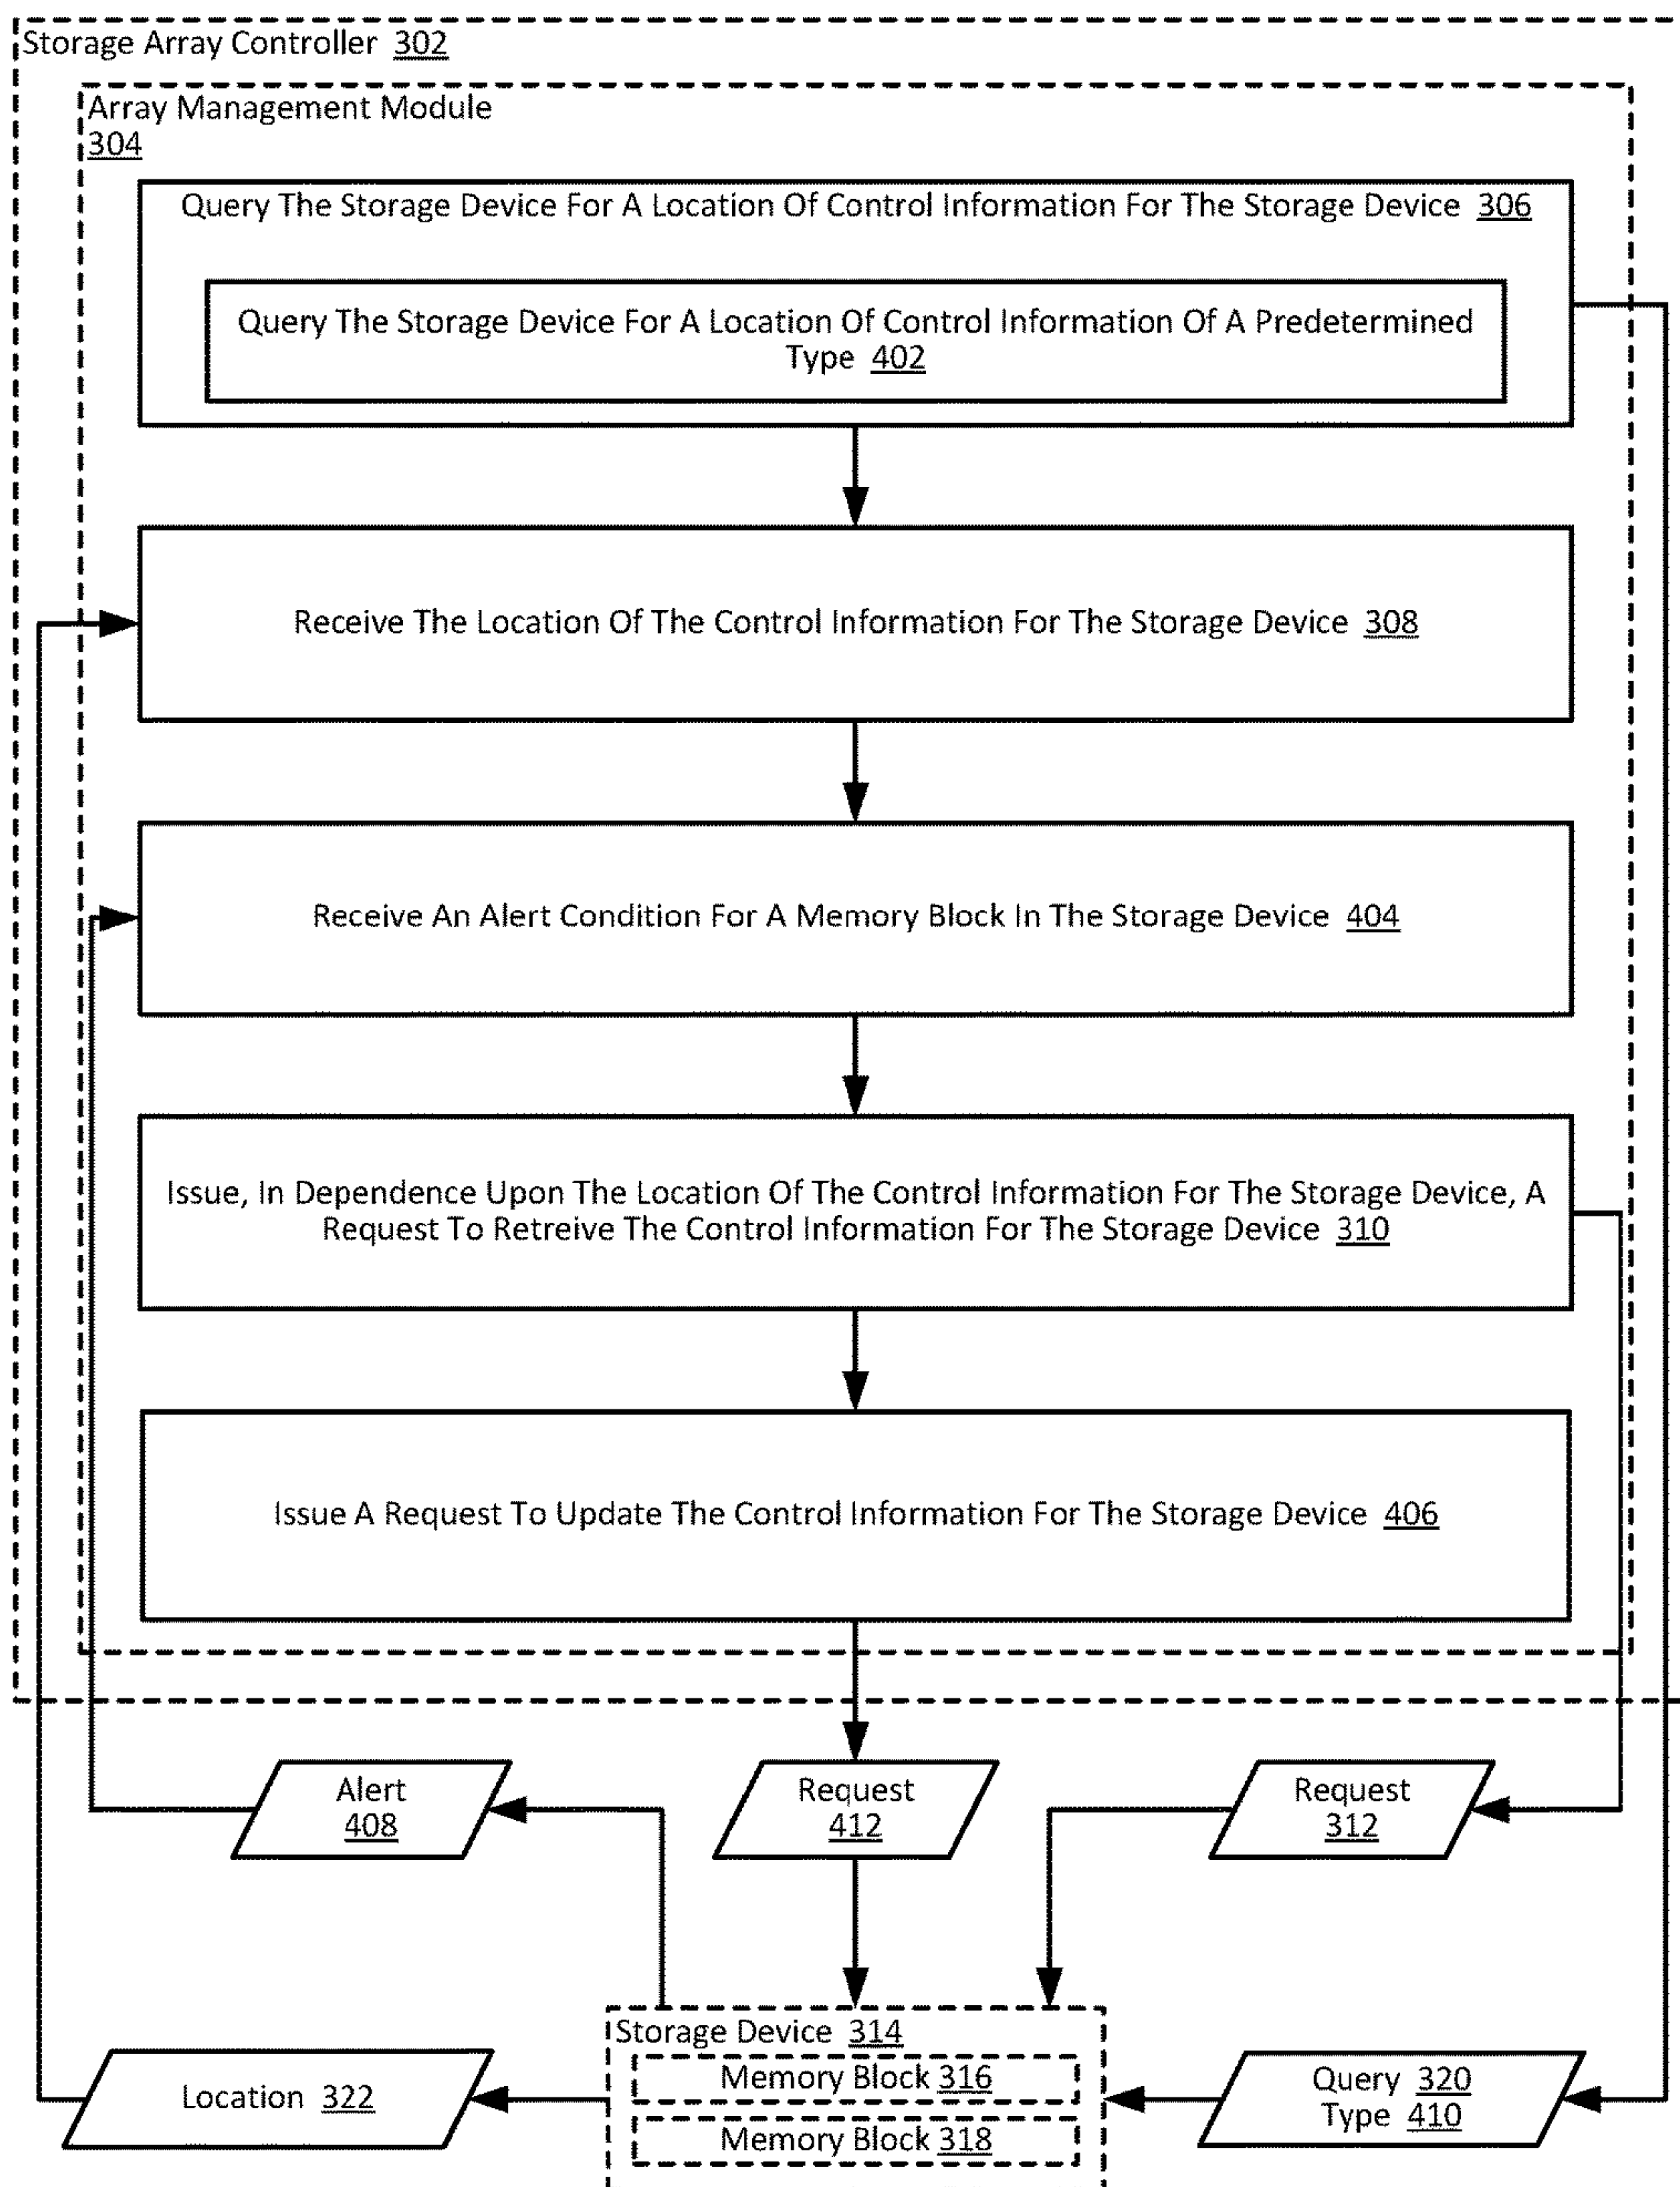 Storage Array Controller 302
Array Management Module
304
Query The Storage Device For A Location Of Control Information For The Storage Device 306
Query The Storage Device For A Location Of Control Information Of A Predetermined
Type 402
Receive The Location Of The Control Information For The Storage Device 308
Receive An Alert Condition For A Memory Block In The Storage Device 404
Issue, In Dependence Upon The Location Of The Control Information For The Storage Device, A
Request To Retreive The Control Information For The Storage Device 310
Issue A Request To Update The Control Information For The Storage Device 406
Alert
408
Request
412
Request
312
Storage Device 314
Memory Block 316
Memory Block 318
Location 322
Query 320
Type 410